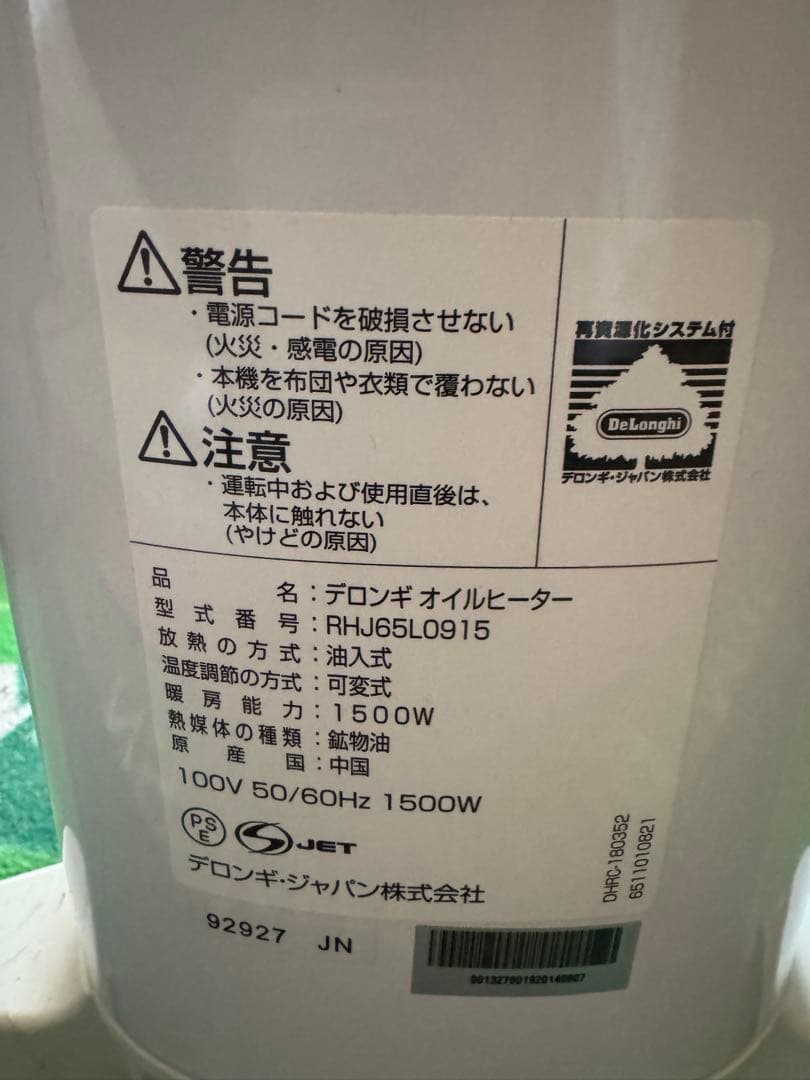 警告
・電源コードを破損させない
(火災・感電の原因)
・本機を布団や衣類で覆わない
(火災の原因)
注意
・運転中および使用直後は、
本体に触れない
(やけどの原因)
再資源化システム付
DeLonghi
デロンギ・ジャパン株式会社
品名:デロンギ オイルヒーター
型式番号:RHJ65L0915
放熱の方式:油入式
温度調節の方式:可変式
暖房能力:1500W
熱媒体の種類:鉱物油
原産国:中国
100V 50/60Hz 1500W
PSE
JET
デロンギ・ジャパン株式会社
DHRC-180352
6511010821
92927 JN